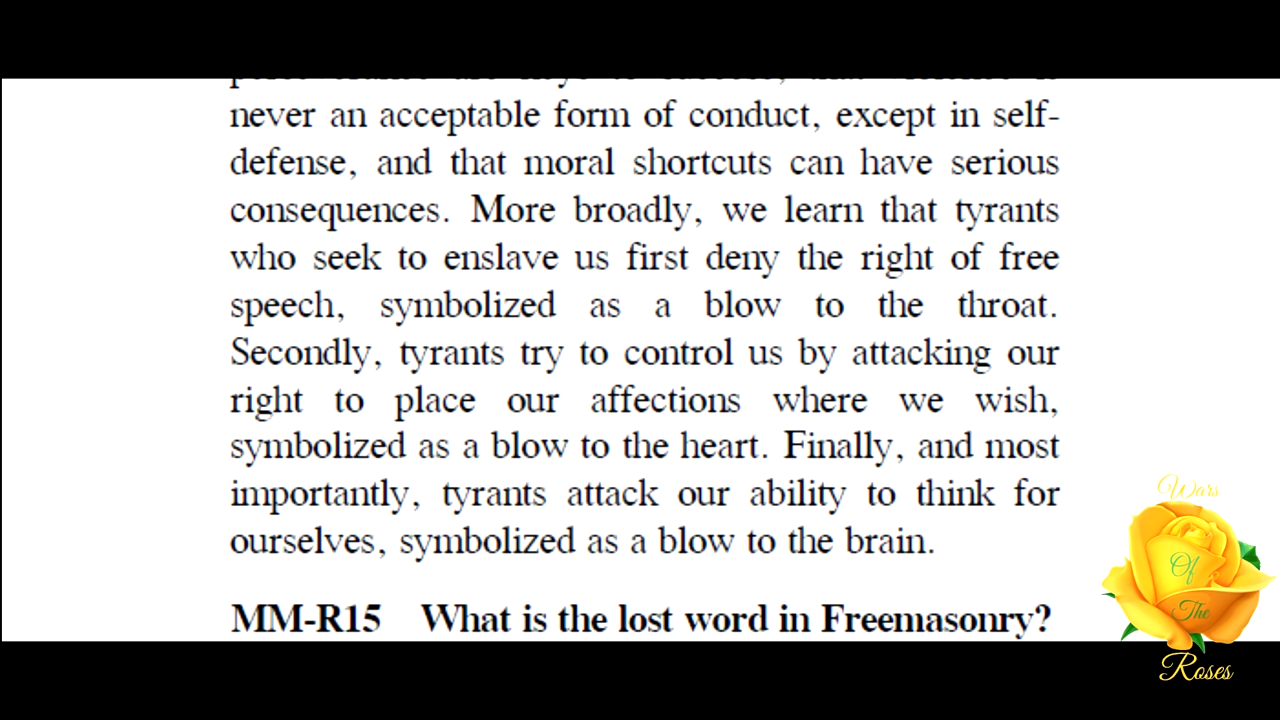 never an acceptable form of conduct, except in self-
defense, and that moral shortcuts can have serious
consequences. More broadly, we learn that tyrants
who seek to enslave us first deny the right of free
speech, symbolized as a blow to the throat.
Secondly, tyrants try to control us by attacking our
right to place our affections where we wish,
symbolized as a blow to the heart. Finally, and most
importantly, tyrants attack our ability to think for
ourselves, symbolized as a blow to the brain.
MM-R15 What is the lost word in Freemasonry?
Wars
Of
The
Roses